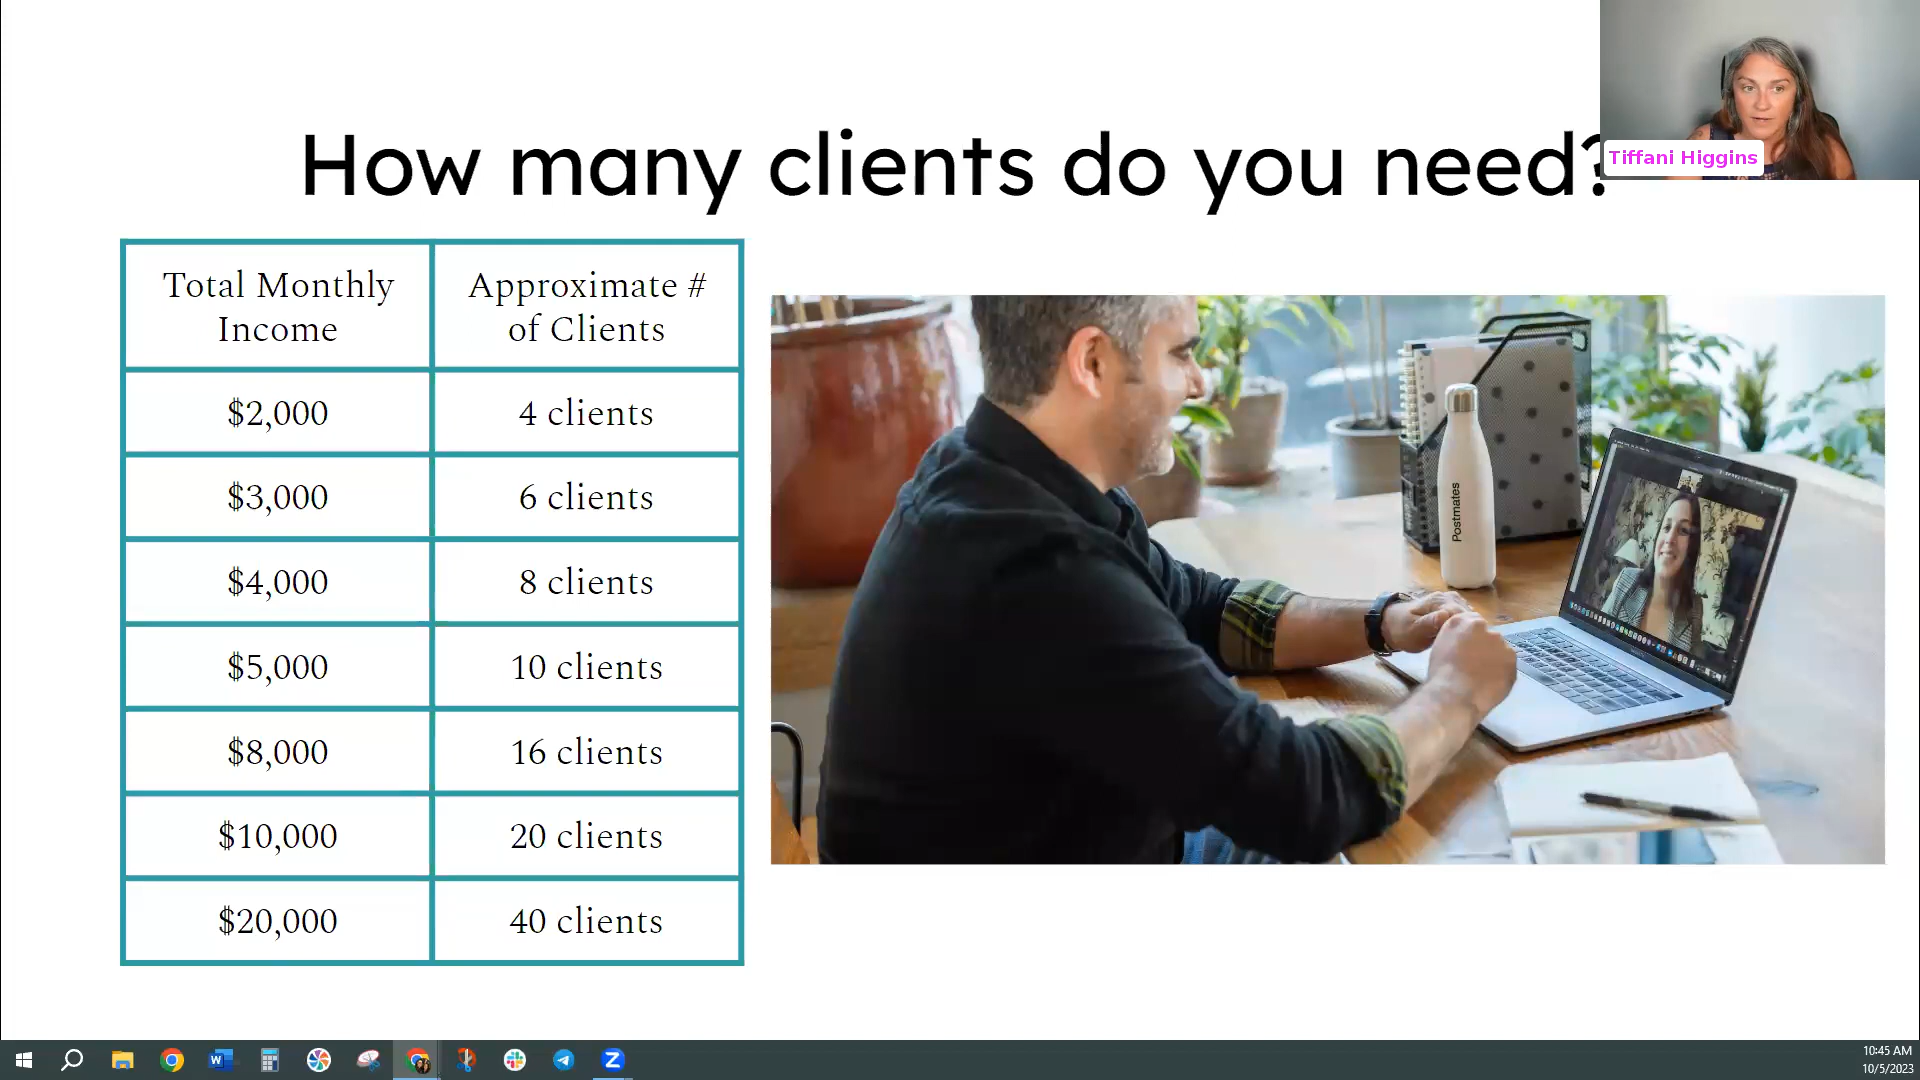 How many clients do you need?
Tiffani Higgins
Total Monthly
Income
Approximate #
of Clients
$2,000
4 clients
$3,000
6 clients
$4,000
8 clients
$5,000
10 clients
$8,000
16 clients
$10,000
20 clients
$20,000
40 clients
Postmates
10:45 AM
10/5/2023